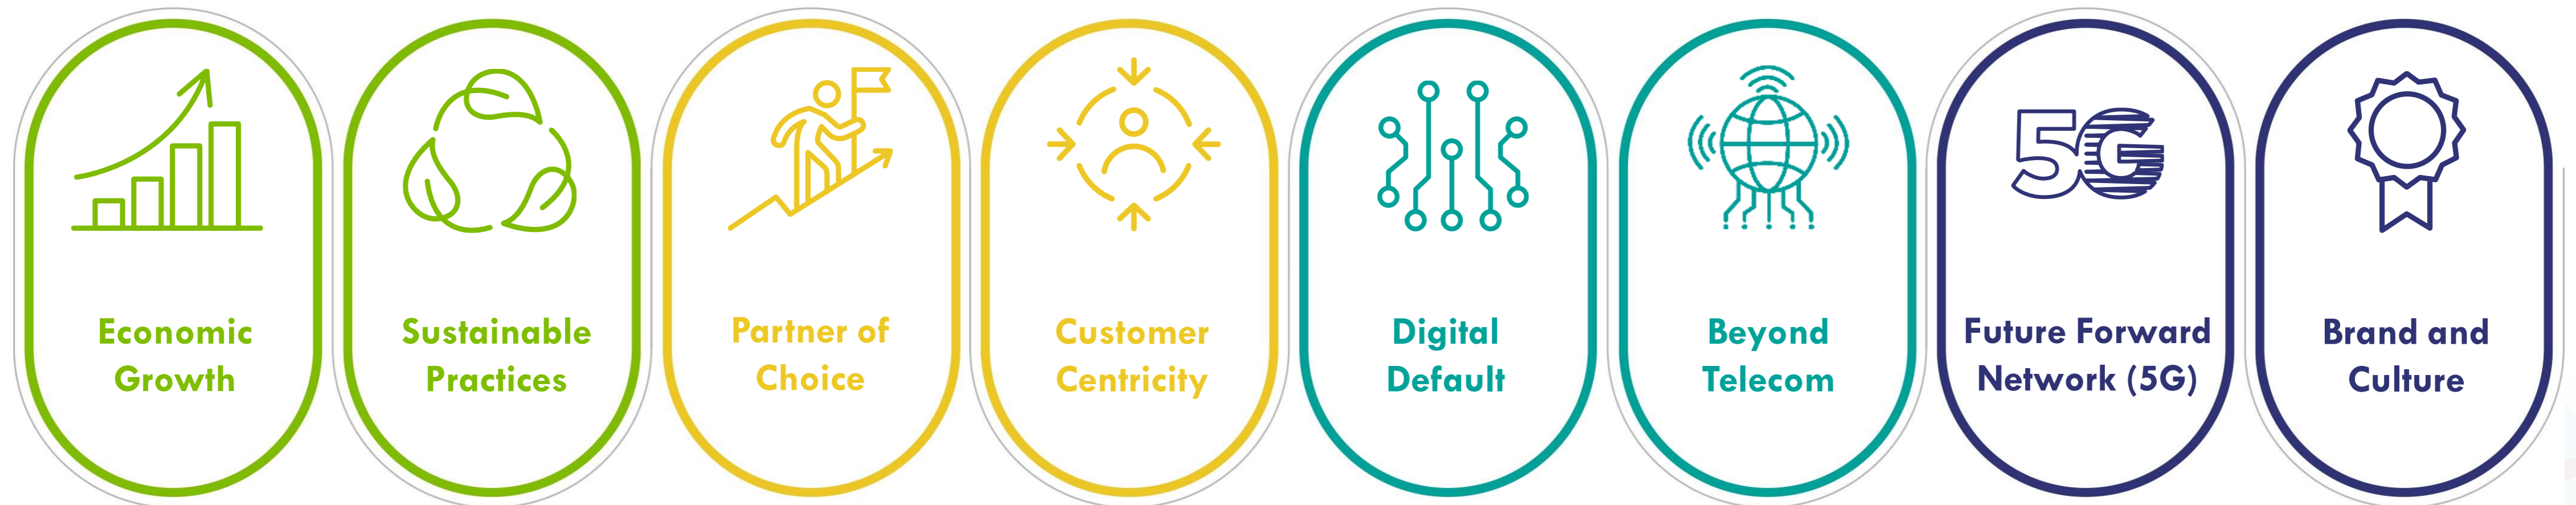 Economic
Growth
Sustainable
Practices
Partner of
Choice
Customer
Centricity
Digital
Default
Beyond
Telecom
5G
Future Forward
Network (5G)
Brand and
Culture